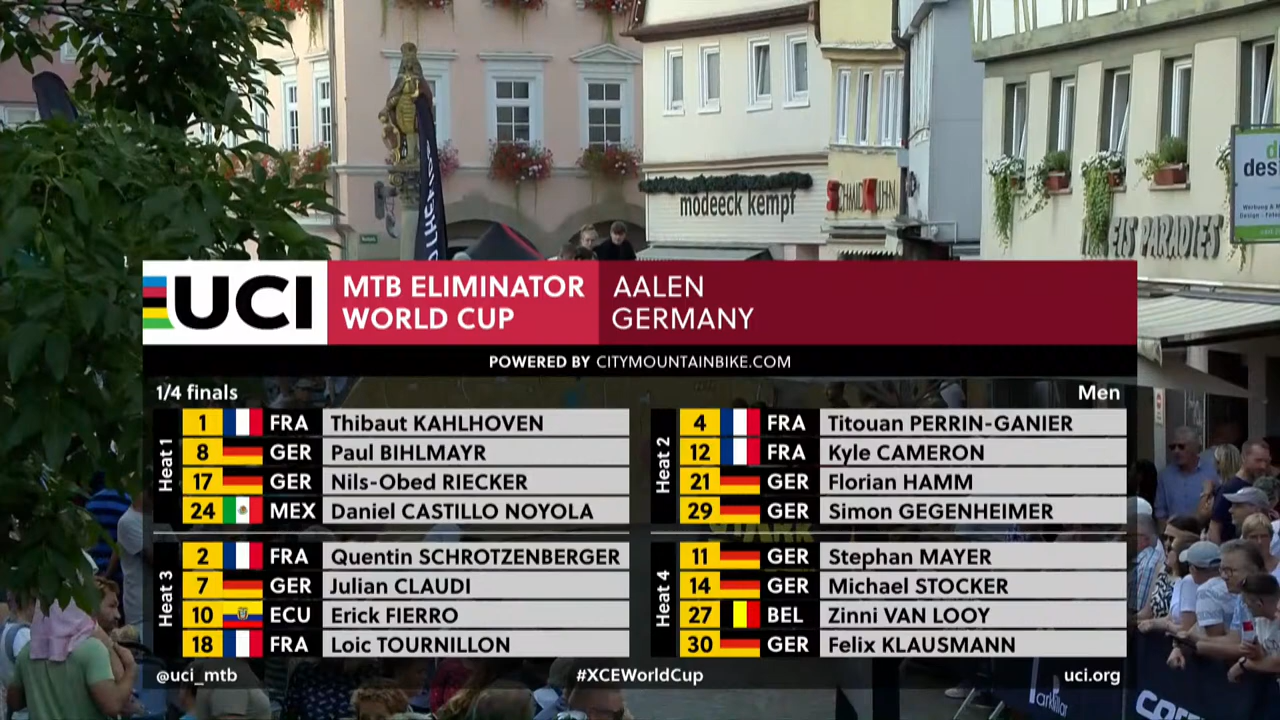 modeeck kempf
EIS PARADIES
UCI
MTB ELIMINATOR
WORLD CUP
AALEN
GERMANY
POWERED BY CITYMOUNTAINBIKE.COM
1/4 finals
Men
Heat 1
1 FRA Thibaut KAHLHOVEN
8 GER Paul BIHLMAYR
17 GER Nils-Obed RIECKER
24 MEX Daniel CASTILLO NOYOLA
Heat 2
4 FRA Titouan PERRIN-GANIER
12 FRA Kyle CAMERON
21 GER Florian HAMM
29 GER Simon GEGENHEIMER
Heat 3
2 FRA Quentin SCHROTZENBERGER
7 GER Julian CLAUDI
10 ECU Erick FIERRO
18 FRA Loic TOURNILLON
Heat 4
11 GER Stephan MAYER
14 GER Michael STOCKER
27 BEL Zinni VAN LOOY
30 GER Felix KLAUSMANN
@uci_mtb
#XCEWorldCup
uci.org